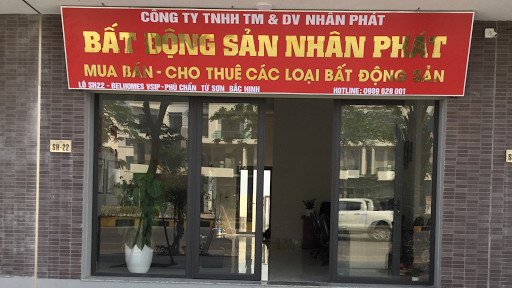 CÔNG TY TNHH TM & DV NHÂN PHÁT
BẤT ĐỘNG SẢN NHÂN PHÁT
MUA BÁN - CHO THUÊ CÁC LOẠI BẤT ĐỘNG SẢN
LÔ SH22 - BELHOMES VSIP - PHÙ CHẨN TỪ SƠN BẮC NINH
HOTLINE: 0989 628 001
SH-22